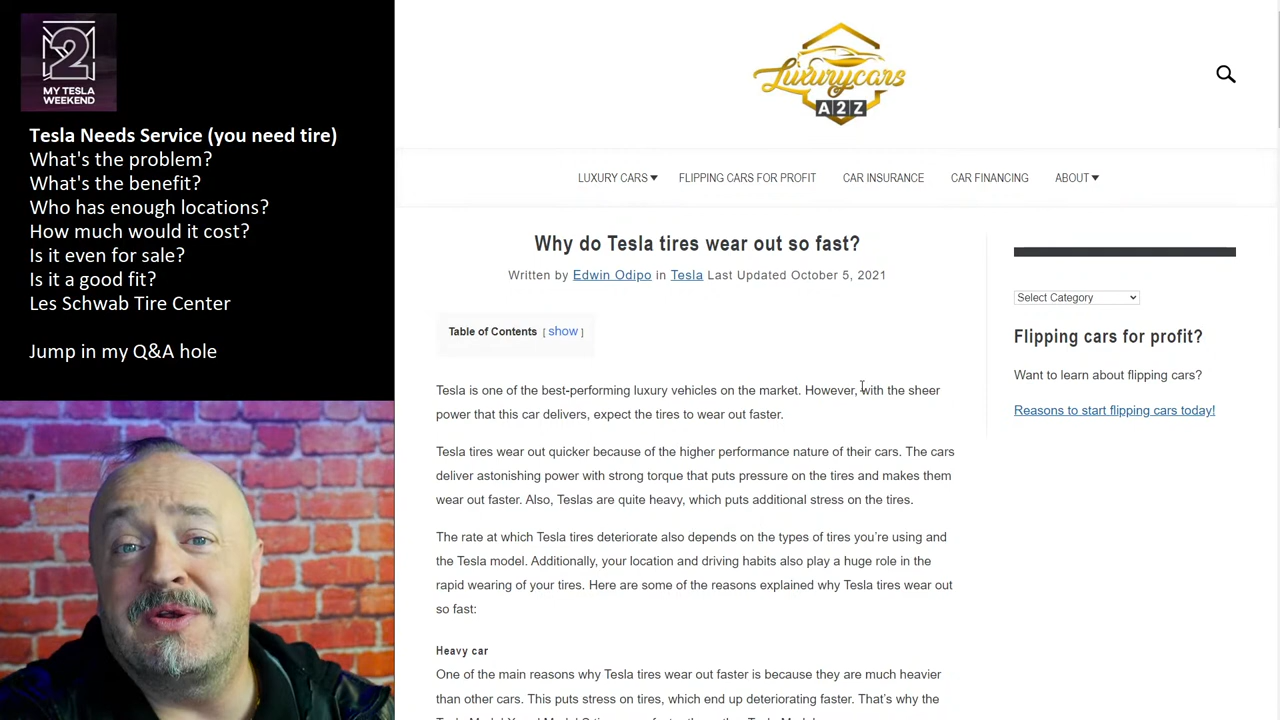 2
MY TESLA
WEEKEND
Tesla Needs Service (you need tire)
What's the problem?
What's the benefit?
Who has enough locations?
How much would it cost?
Is it even for sale?
Is it a good fit?
Les Schwab Tire Center
Jump in my Q&A hole
Luxurycars
A2Z
LUXURY CARS
FLIPPING CARS FOR PROFIT
CAR INSURANCE
CAR FINANCING
ABOUT
Why do Tesla tires wear out so fast?
Written by Edwin Odipo in Tesla Last Updated October 5, 2021
Table of Contents [ show ]
Tesla is one of the best-performing luxury vehicles on the market. However, with the sheer
power that this car delivers, expect the tires to wear out faster.
Tesla tires wear out quicker because of the higher performance nature of their cars. The cars
deliver astonishing power with strong torque that puts pressure on the tires and makes them
wear out faster. Also, Teslas are quite heavy, which puts additional stress on the tires.
The rate at which Tesla tires deteriorate also depends on the types of tires you're using and
the Tesla model. Additionally, your location and driving habits also play a huge role in the
rapid wearing of your tires. Here are some of the reasons explained why Tesla tires wear out
so fast:
Heavy car
One of the main reasons why Tesla tires wear out faster is because they are much heavier
than other cars. This puts stress on tires, which end up deteriorating faster. That's why the
Select Category
Flipping cars for profit?
Want to learn about flipping cars?
Reasons to start flipping cars today!